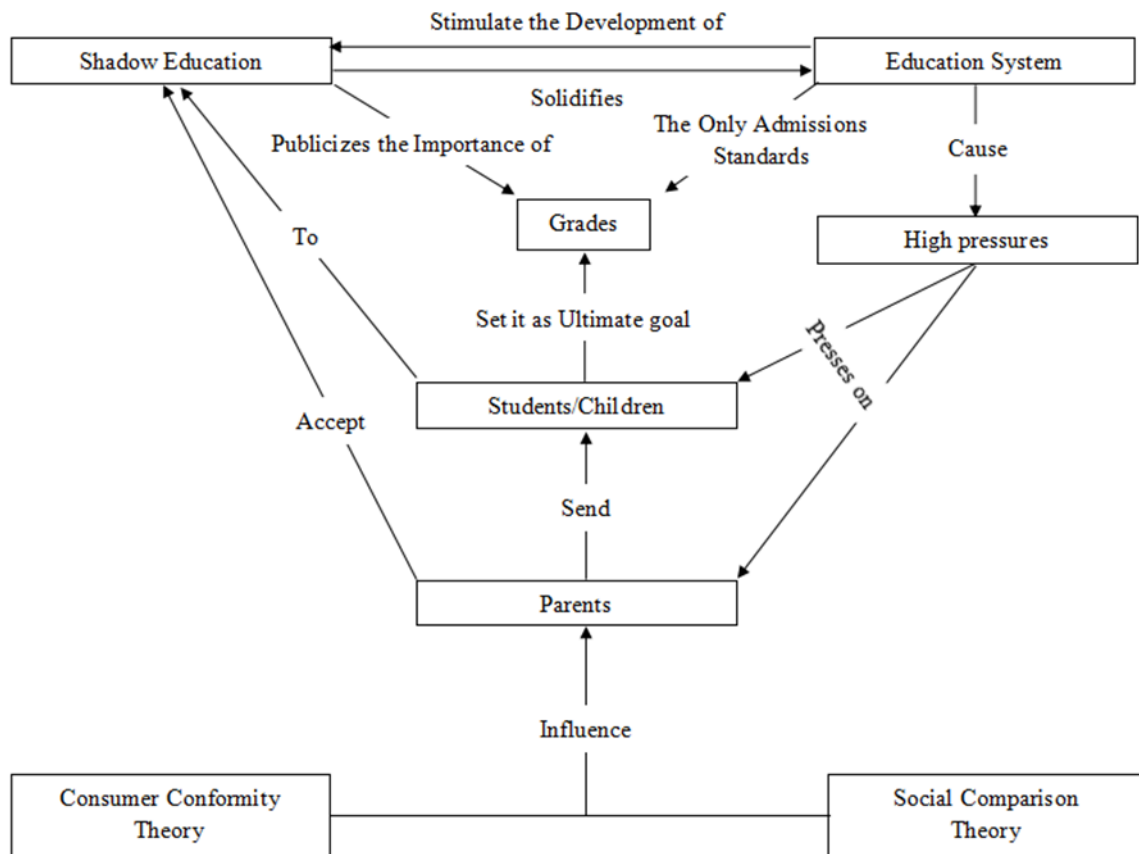 Stimulate the Development of
Shadow Education
Education System
Solidifies
Publicizes the Importance of
The Only Admissions
Standards
Cause
Grades
High pressures
To
Set it as Ultimate goal
Presses on
Students/Children
Accept
Send
Parents
Influence
Consumer Conformity
Theory
Social Comparison
Theory